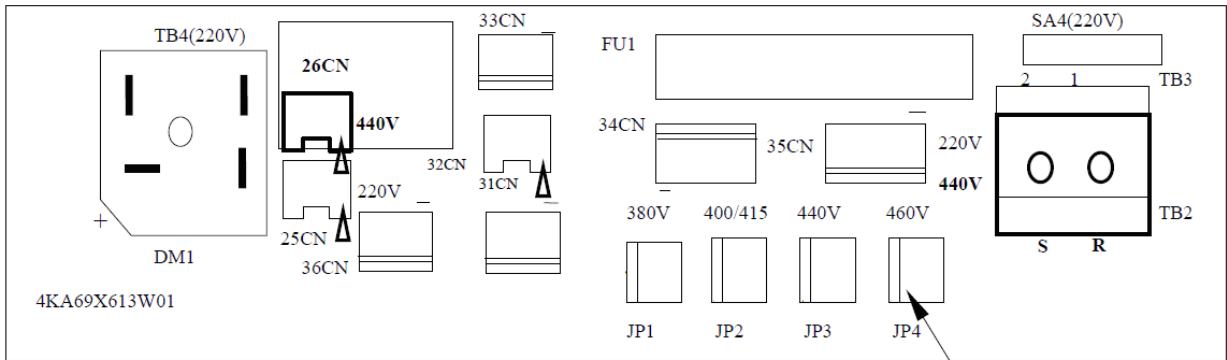 33CN
SA4(220V)
TB4(220V)
FU1
26CN
2 1 TB3
440V
34CN
35CN
220V
32CN
31CN
220V
440V
380V 400/415 440V 460V
TB2
25CN
S R
DM1
36CN
4KA69X613W01
JP1 JP2 JP3 JP4
+